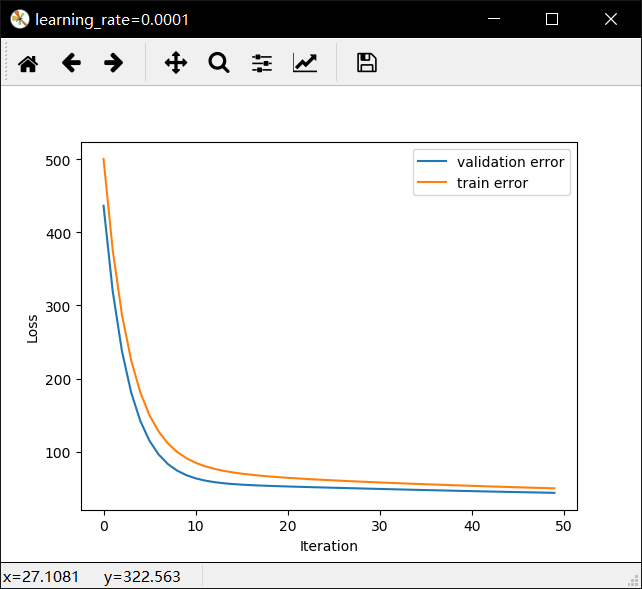 learning_rate=0.0001
validation error
train error
500
400
300
200
100
Loss
0 10 20 30 40 50
Iteration
x=27.1081 y=322.563